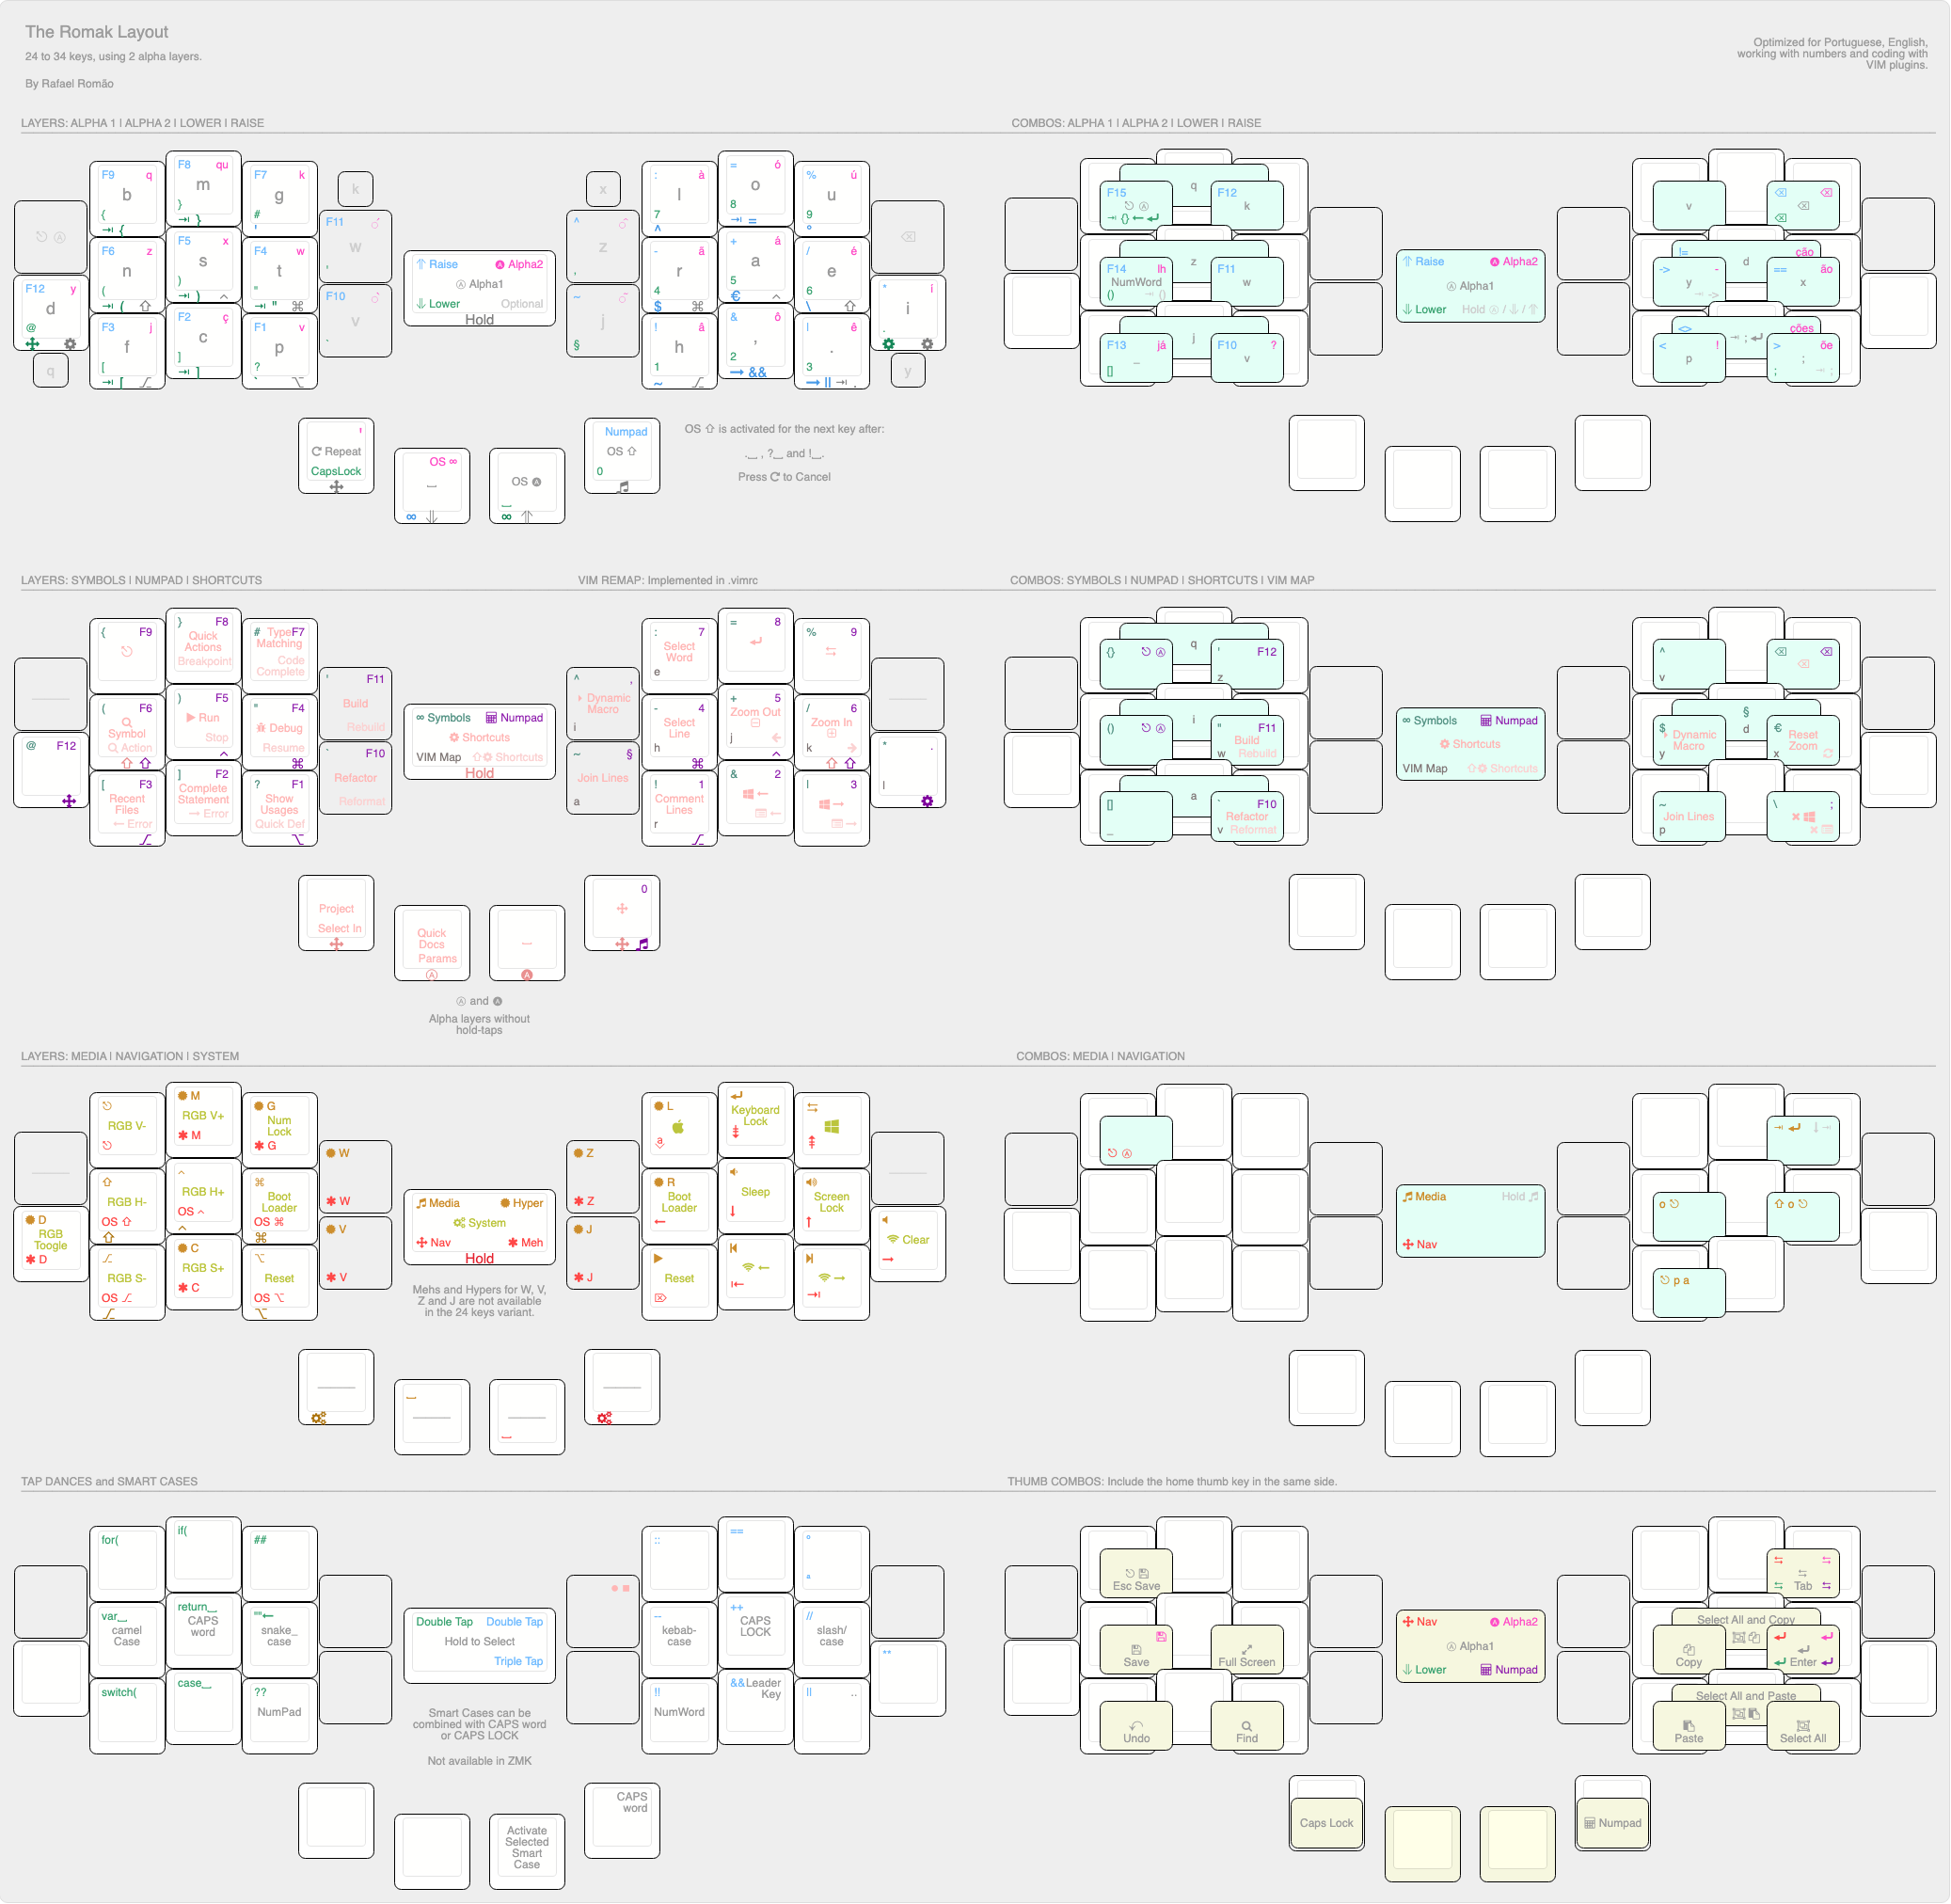 The Romak Layout
24 to 34 keys, using 2 alpha layers.
By Rafael Romão
Optimized for Portuguese, English,
working with numbers and coding with
VIM plugins.
LAYERS: ALPHA 1 | ALPHA 2 | LOWER | RAISE
F9 q
b
{
⇥ {
F8 qu
m
}
⇥ }
F7 k
g
#
'
k
F6 z
n
(
⇥ (
F5 x
s
)
⇥ )
F4 w
t
"
⇥ " ⌘
F11
w
'
F12 y
d
@
F3 j
f
[
⇥ [
F2 ç
c
]
⇥ ]
F1 v
p
?
`
F10
v
q
Raise Alpha2
Alpha1
Lower Optional
Hold
x
: à
l
7
^
= ó
o
8
⇥ =
% ú
u
9
°
^
z
,
- ã
r
4
$ ⌘
+ á
a
5
€ ^
/ é
e
6
\
* í
i
.
~
j
§
! â
h
1
~
& ô
,
2
→ &&
| ê
.
3
→ || ⇥ .
y
'
Repeat
CapsLock
OS ∞
∞
OS
∞
Numpad
OS ⇧
0
OS ⇧ is activated for the next key after:
.⎵ , ?⎵ and !⎵.
Press to Cancel
COMBOS: ALPHA 1 | ALPHA 2 | LOWER | RAISE
q
F15
⇥ {} ← ↵
F12
k
z
F14 lh
NumWord
() ⇥ ()
F11
w
j
F13 já
_
[]
F10 ?
v
Raise Alpha2
Alpha1
Lower Hold
v
!= ção
d
-> -
y
⇥ ->
== ão
x
<> ções
⇥ ; ↵
< !
p
> õe
;
; ⇥ ;
LAYERS: SYMBOLS | NUMPAD | SHORTCUTS
VIM REMAP: Implemented in .vimrc
{ F9
} F8
Quick
Actions
Breakpoint
# Type F7
Matching
Code
Complete
( F6
Symbol
Action
) F5
Run
Stop
^
" F4
Debug
Resume
⌘
' F11
Build
Rebuild
@ F12
[ F3
Recent
Files
← Error
] F2
Complete
Statement
→ Error
? F1
Show
Usages
Quick Def
` F10
Refactor
Reformat
∞ Symbols Numpad
Shortcuts
VIM Map Shortcuts
Hold
: 7
Select
Word
e
= 8
% 9
^ ,
Dynamic
Macro
i
- 4
Select
Line
h ⌘
+ 5
Zoom Out
j ←
^
/ 6
Zoom In
k →
* .
l
~ §
Join Lines
a
! 1
Comment
Lines
r
& 2
| 3
Project
Select In
Quick
Docs
Params
0
Ⓐ and 🅐
Alpha layers without
hold-taps
COMBOS: SYMBOLS | NUMPAD | SHORTCUTS | VIM MAP
q
{}
' F12
z
i
()
" F11
Build
w Rebuild
a
[]
_
` F10
Refactor
v Reformat
∞ Symbols Numpad
Shortcuts
VIM Map Shortcuts
^
v
§
d
$
Dynamic
Macro
y
€
Reset
Zoom
x
~
Join Lines
p
\ ;
LAYERS: MEDIA | NAVIGATION | SYSTEM
RGB V-
M
RGB V+
✱ M
G
Num
Lock
✱ G
RGB H-
OS ⇧
^
RGB H+
OS ^
^
⌘
Boot
Loader
OS ⌘
⌘
W
✱ W
D
RGB
Toogle
✱ D
RGB S-
OS
C
RGB S+
✱ C
Reset
OS ⌥
V
✱ V
Media Hyper
System
Nav ✱ Meh
Hold
Mehs and Hypers for W, V,
Z and J are not available
in the 24 keys variant.
L
a
Keyboard
Lock
Z
✱ Z
R
Boot
Loader
Sleep
Screen
Lock
Clear
J
✱ J
Reset
COMBOS: MEDIA | NAVIGATION
Media Hold
Nav
o
o
p a
TAP DANCES and SMART CASES
for(
if(
##
var⎵
camel
Case
return⎵
CAPS
word
""←
snake_
case
switch(
case⎵
??
NumPad
Double Tap Double Tap
Hold to Select
Triple Tap
Smart Cases can be
combined with CAPS word
or CAPS LOCK
Not available in ZMK
::
==
°
ª
--
kebab-
case
++
CAPS
LOCK
//
slash/
case
**
!!
NumWord
&& Leader
Key
|| ..
Activate
Selected
Smart
Case
CAPS
word
THUMB COMBOS: Include the home thumb key in the same side.
Esc Save
Save
Full Screen
Undo
Find
Nav Alpha2
Alpha1
Lower Numpad
Tab
Select All and Copy
Copy
Enter
Select All and Paste
Paste
Select All
Caps Lock
Numpad